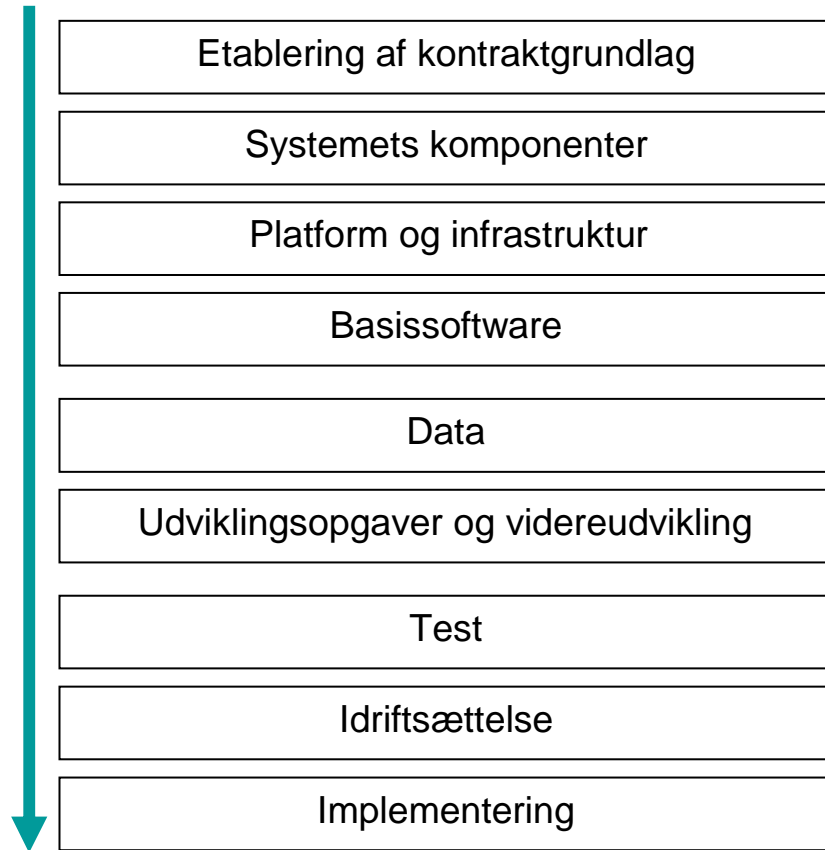 Etablering af kontraktgrundlag
Systemets komponenter
Platform og infrastruktur
Basissoftware
Data
Udviklingsopgaver og videreudvikling
Test
Idriftsættelse
Implementering